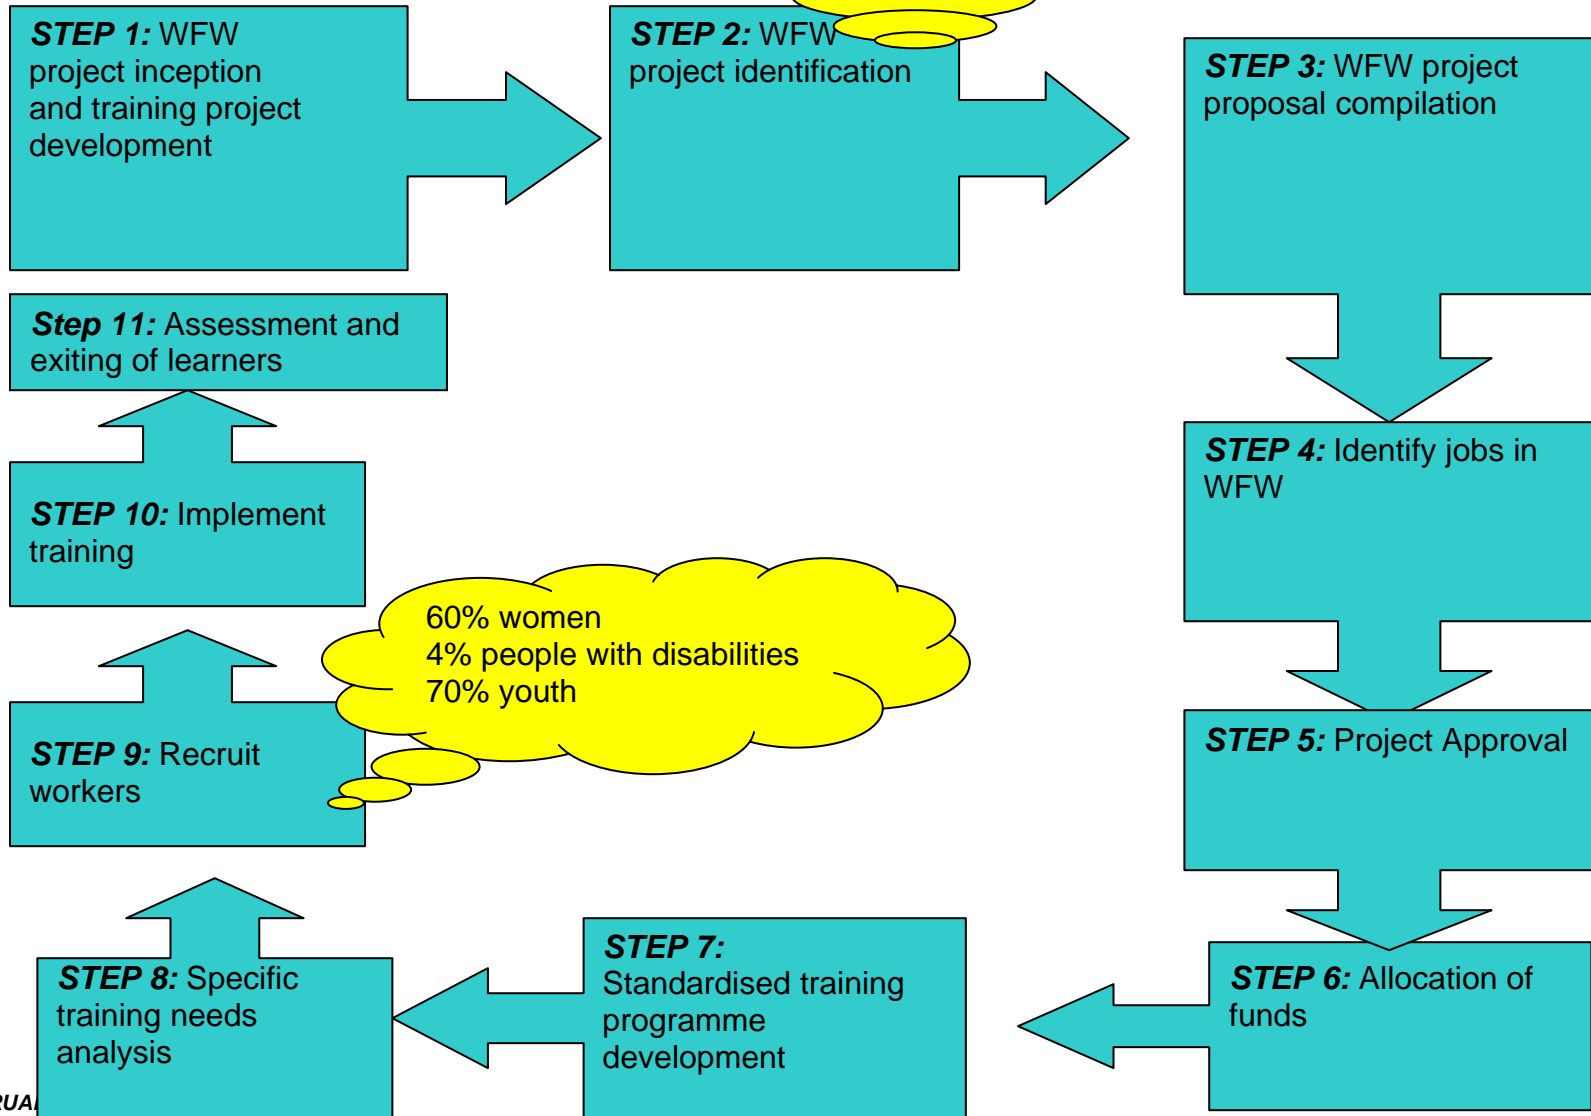 STEP 1: WFW
project inception
and training project
development
STEP 2: WFW
project identification
STEP 3: WFW project
proposal compilation
STEP 4: Identify jobs in
WFW
STEP 5: Project Approval
STEP 6: Allocation of
funds
STEP 7:
Standardised training
programme
development
STEP 8: Specific
training needs
analysis
STEP 9: Recruit
workers
60% women
4% people with disabilities
70% youth
STEP 10: Implement
training
Step 11: Assessment and
exiting of learners